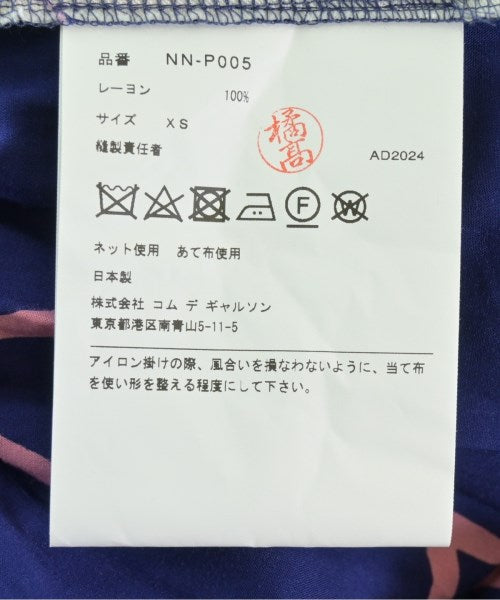 品番 NN-P005
レーヨン 100%
サイズ XS
縫製責任者
橘高
AD2024
F
W
ネット使用 あて布使用
日本製
株式会社 コム デ ギャルソン
東京都港区南青山5-11-5
アイロン掛けの際、風合いを損なわないように、当て布
を使い形を整える程度にして下さい。